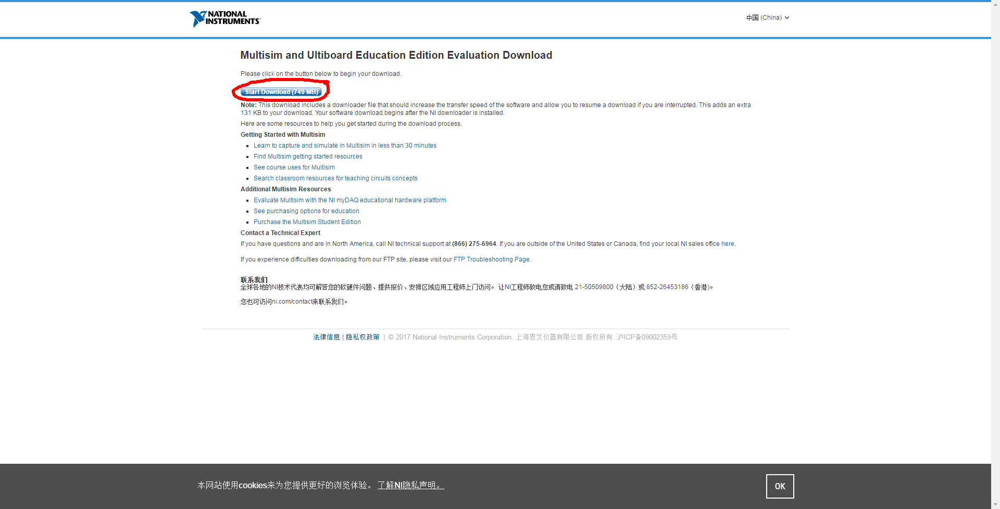 NATIONAL
INSTRUMENTS
中国 (China)
Multisim and Ultiboard Education Edition Evaluation Download
Please click on the button below to begin your download.
Start Download (749 MB)
Note: This download includes a downloader file that should increase the transfer speed of the software and allow you to resume a download if you are interrupted. This adds an extra
131 KB to your download. Your software download begins after the NI downloader is installed.
Here are some resources to help you get started during the download process.
Getting Started with Multisim
Learn to capture and simulate in Multisim in less than 30 minutes
Find Multisim getting started resources
See course uses for Multisim
Search classroom resources for teaching circuits concepts
Additional Multisim Resources
Evaluate Multisim with the NI myDAQ educational hardware platform
See purchasing options for education
Purchase the Multisim Student Edition
Contact a Technical Expert
If you have questions and are in North America, call NI technical support at (866) 275-6964. If you are outside of the United States or Canada, find your local NI sales office here.
If you experience difficulties downloading from our FTP site, please visit our FTP Troubleshooting Page.
联系我们
全球各地的NI技术代表均可解答您的软硬件问题、提供报价、安排区域应用工程师上门访问。 让NI工程师致电您或请致电 21-50509800（大陆）或 852-26453186（香港)。
您也可访问ni.com/contact来联系我们。
法律信息 | 隐私权政策 | © 2017 National Instruments Corporation. 上海恩艾仪器有限公司 版权所有. 沪ICP备09002359号
本网站使用cookies来为您提供更好的浏览体验。 了解NI隐私声明。
OK